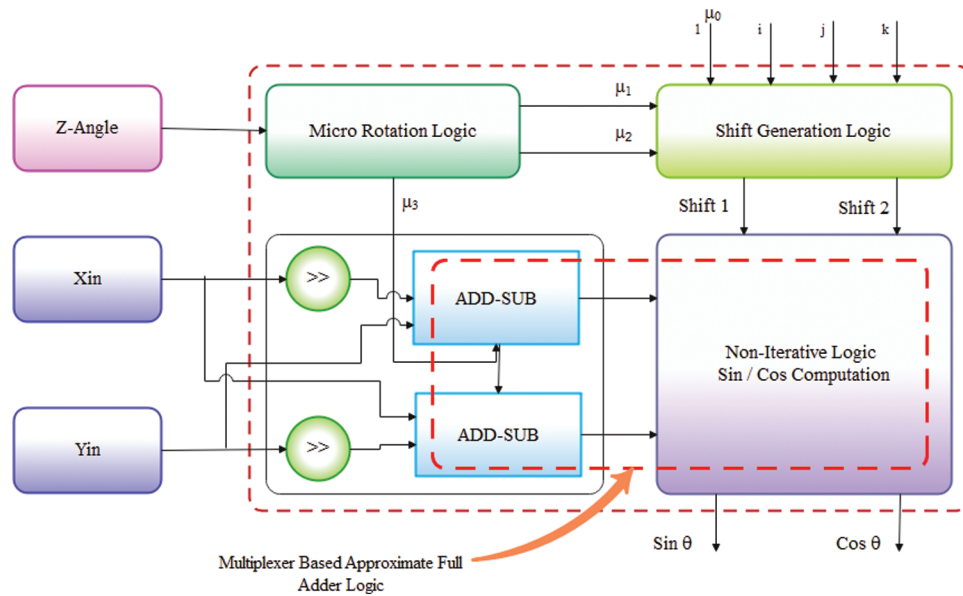 μ0
1 i j k
Z-Angle
Micro Rotation Logic
μ1
μ2
Shift Generation Logic
μ3
Shift 1
Shift 2
Xin
>>
ADD-SUB
Non-Iterative Logic
Sin / Cos Computation
Yin
>>
ADD-SUB
Sin θ
Cos θ
Multiplexer Based Approximate Full
Adder Logic